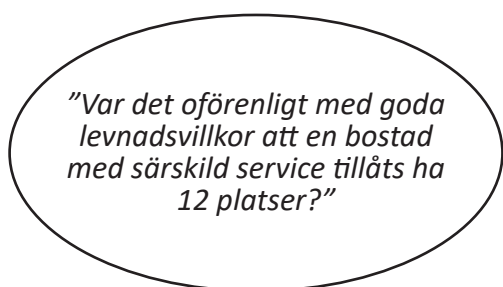 ”Var det oförenligt med goda
levnadsvillkor att en bostad
med särskild service tillåts ha
12 platser?”